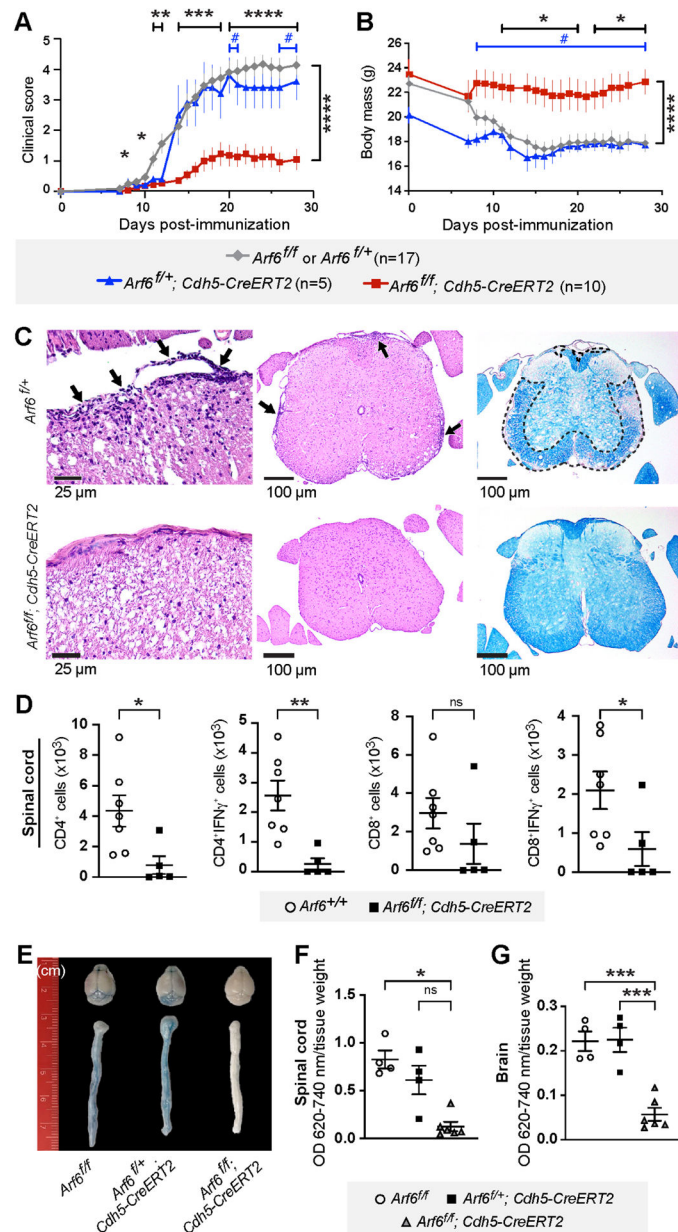 A
** *** ****
# #
Clinical score
5
4
3
2
1
0
*
*
****
0 10 20 30
Days post-immunization
B
* *
#
Body mass (g)
26
24
22
20
18
16
14
****
0 10 20 30
Days post-immunization
Arf6 f/f or Arf6 f/+ (n=17)
Arf6 f/+; Cdh5-CreERT2 (n=5) Arf6 f/f; Cdh5-CreERT2 (n=10)
C
Arf6 f/+
25 µm 100 µm 100 µm
Arf6 f/f; Cdh5-CreERT2
25 µm 100 µm 100 µm
D
Spinal cord
CD4+ cells (x10³)
10
8
6
4
2
0
*
CD4+IFNγ+ cells (x10³)
5
4
3
2
1
0
**
CD8+ cells (x10³)
8
6
4
2
0
ns
CD8+IFNγ+ cells (x10³)
4
3
2
1
0
*
Arf6+/+ Arf6 f/f; Cdh5-CreERT2
E
(cm)
2
3
4
5
6
7
Arf6 f/f
Arf6 f/+;
Cdh5-CreERT2
Arf6 f/f;
Cdh5-CreERT2
F
Spinal cord
OD 620-740 nm/tissue weight
1.5
1.0
0.5
0.0
*
ns
G
Brain
OD 620-740 nm/tissue weight
0.3
0.2
0.1
0.0
***
***
Arf6 f/f Arf6 f/+; Cdh5-CreERT2
Arf6 f/f; Cdh5-CreERT2